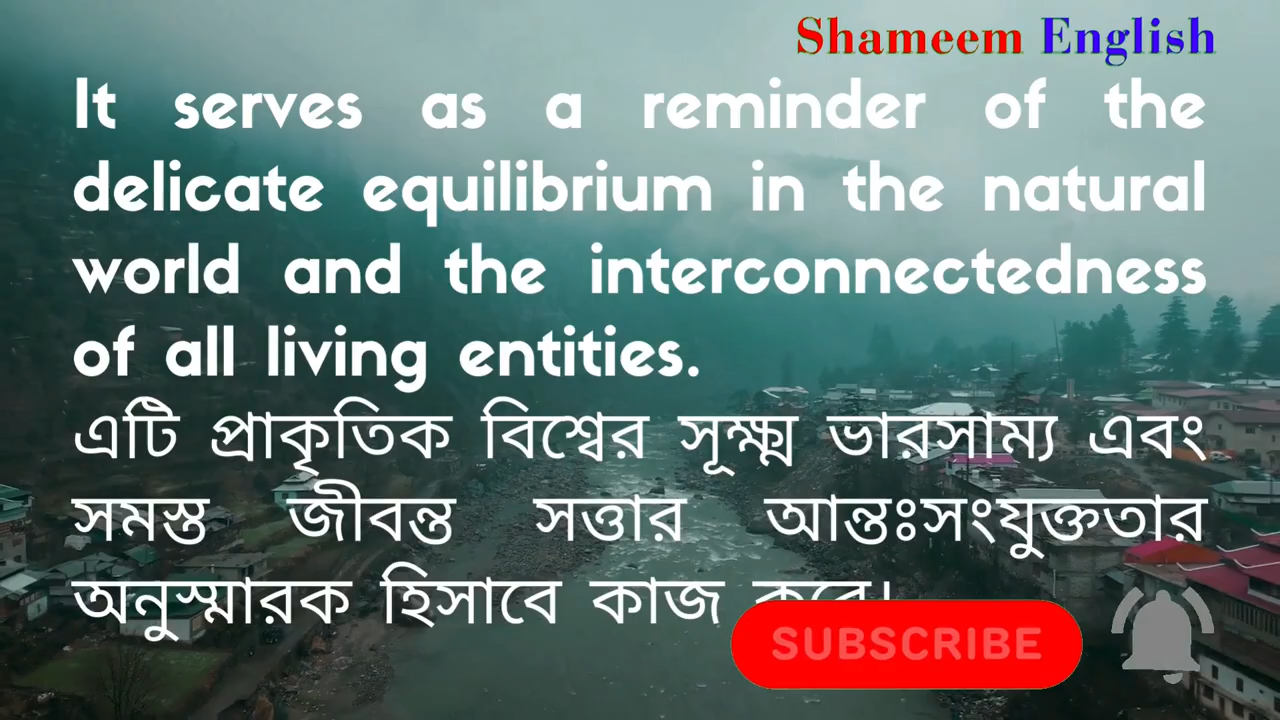 Shameem English
It serves as a reminder of the
delicate equilibrium in the natural
world and the interconnectedness
of all living entities.
এটি প্রাকৃতিক বিশ্বের সূক্ষ্ম ভারসাম্য এবং
সমস্ত জীবন্ত সত্তার আন্তঃসংযুক্ততার
অনুস্মারক হিসাবে কাজ
SUBSCRIBE